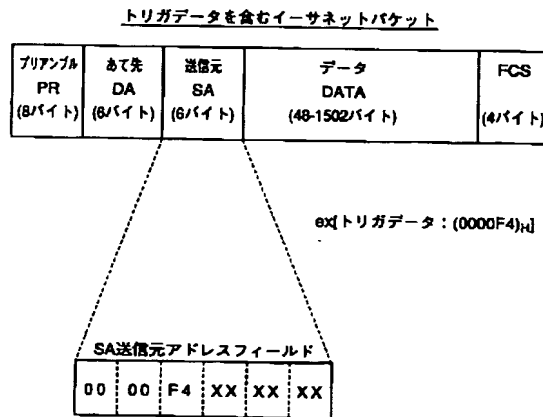 トリガデータを含むイーサネットパケット
プリアンブル
PR
(8バイト)
あて先
DA
(6バイト)
送信元
SA
(6バイト)
データ
DATA
(48-1502バイト)
FCS
(4バイト)
ex[トリガデータ：(0000F4)H]
SA送信元アドレスフィールド
00 00 F4 XX XX XX